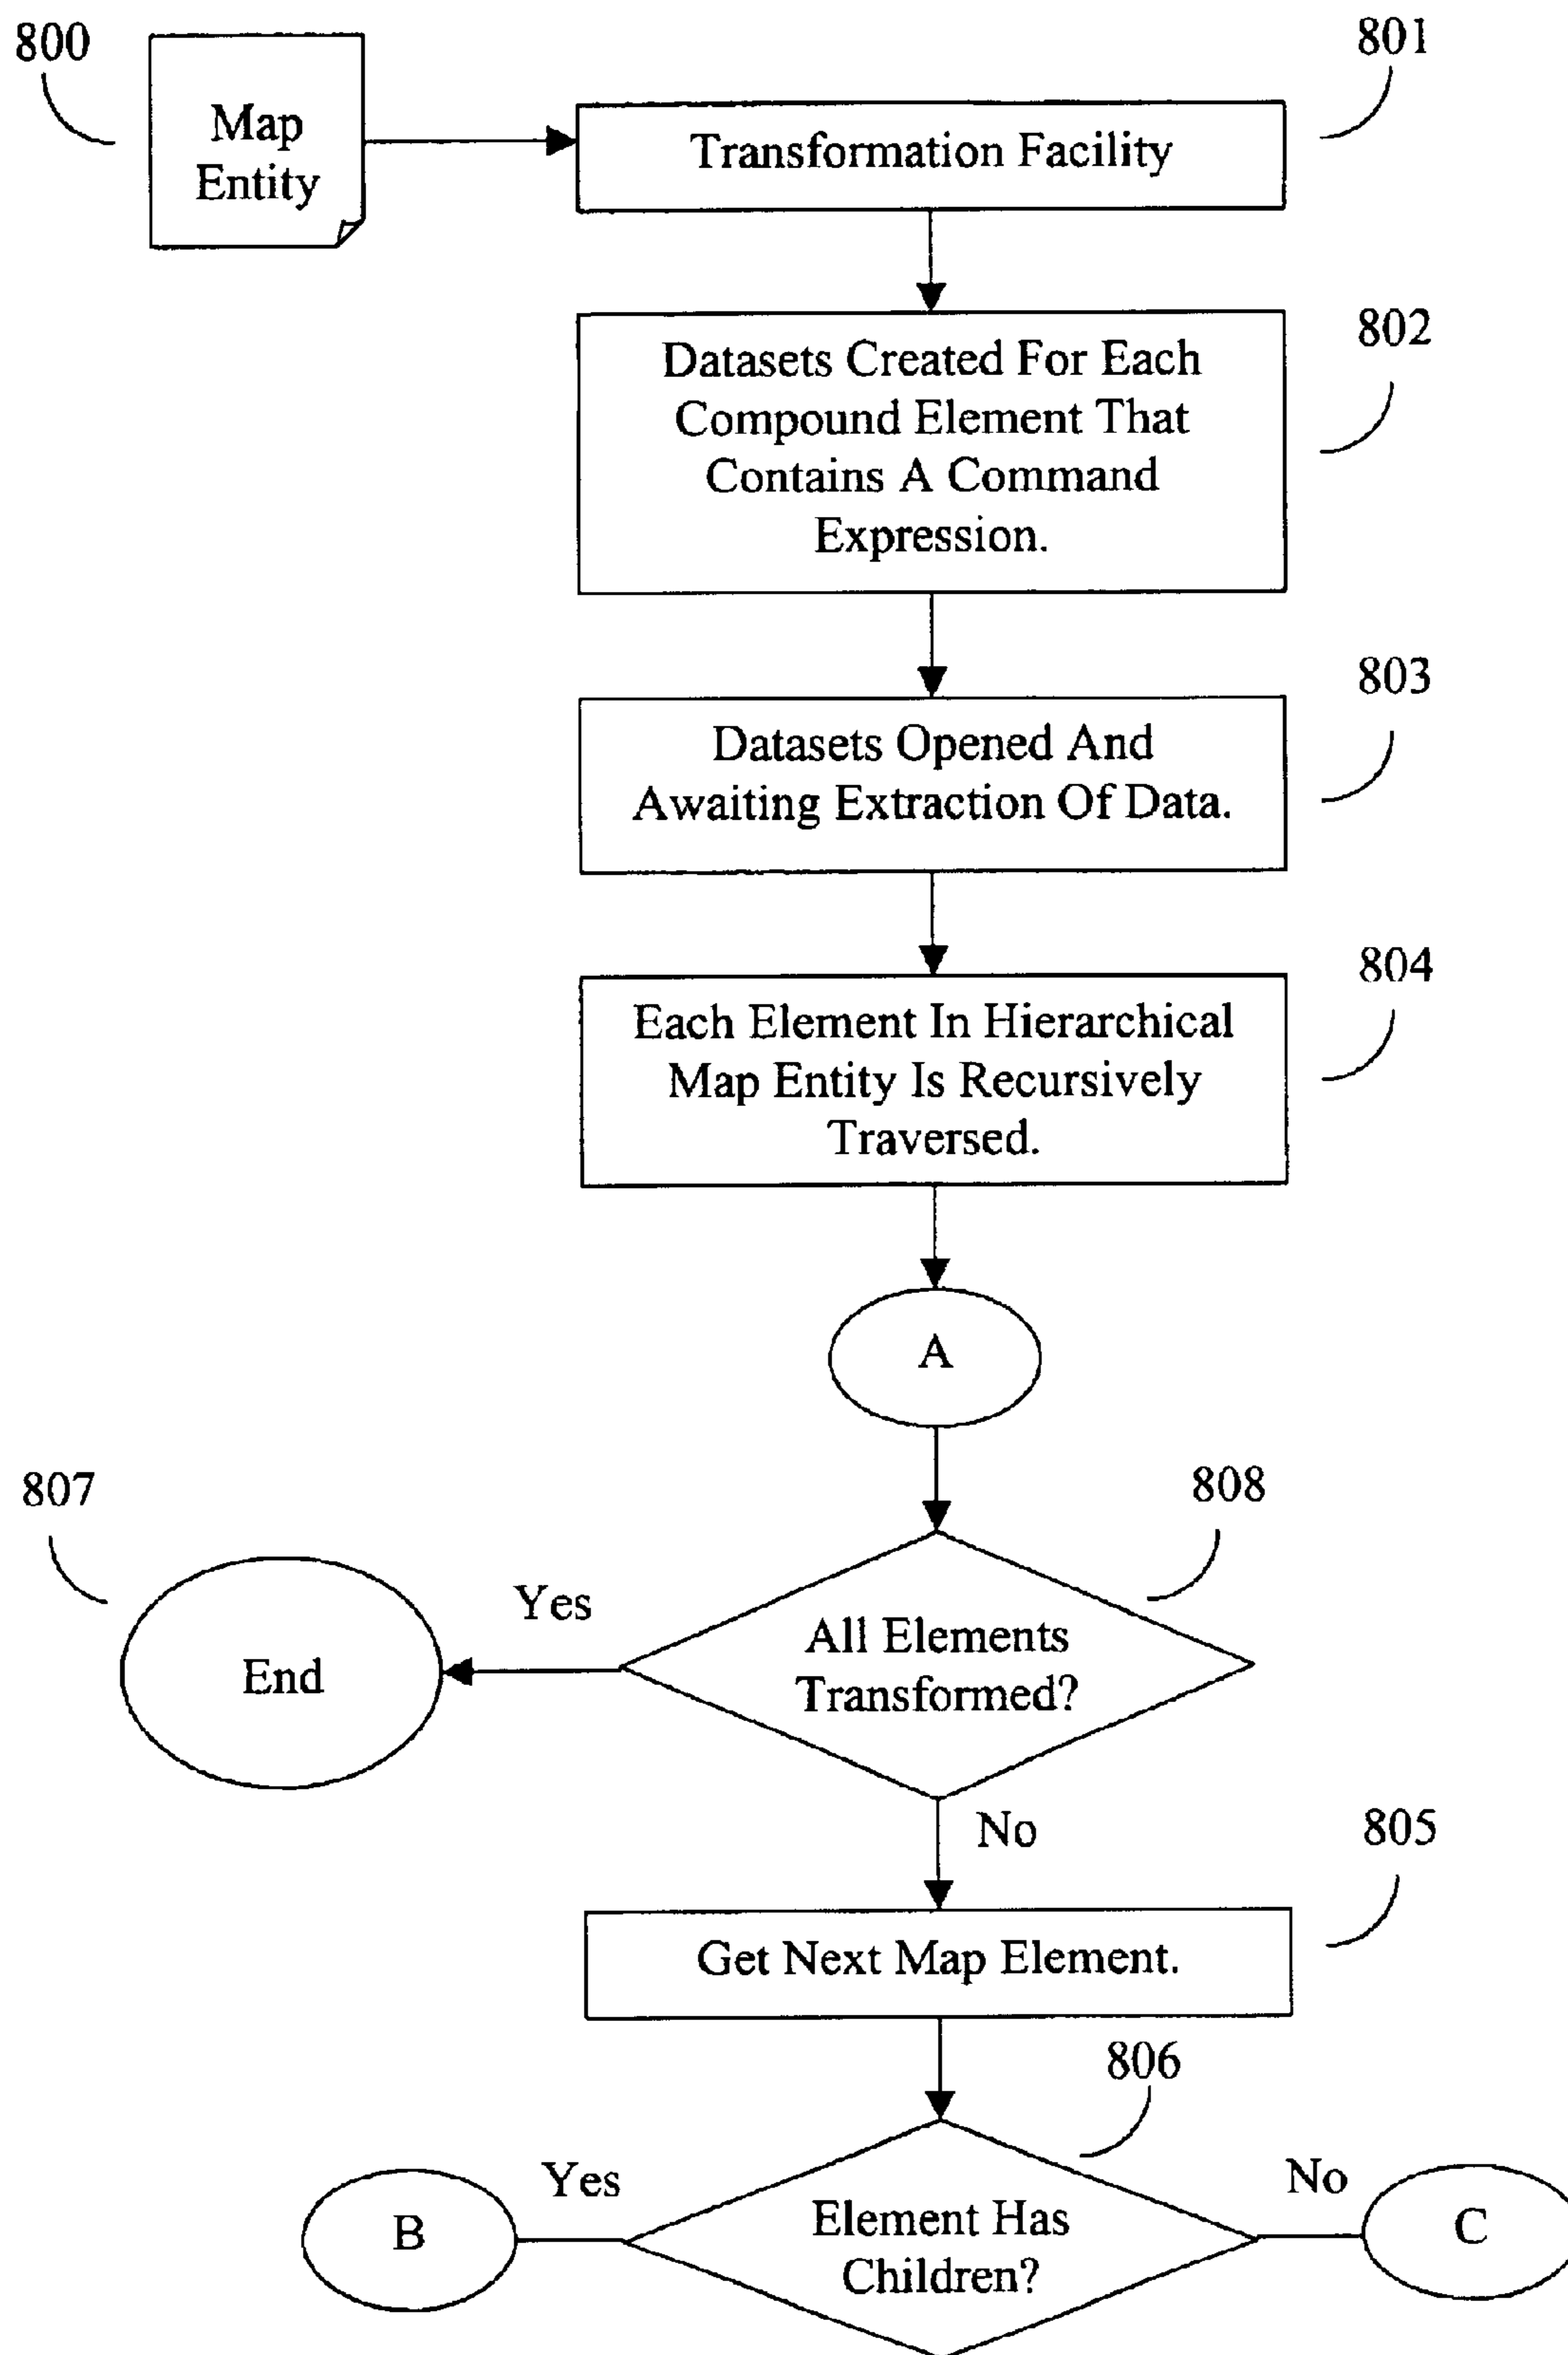 800
Map
Entity
801
Transformation Facility
802
Datasets Created For Each
Compound Element That
Contains A Command
Expression.
803
Datasets Opened And
Awaiting Extraction Of Data.
804
Each Element In Hierarchical
Map Entity Is Recursively
Traversed.
A
807
808
Yes
End
All Elements
Transformed?
No
805
Get Next Map Element.
806
Yes
No
B
Element Has
Children?
C